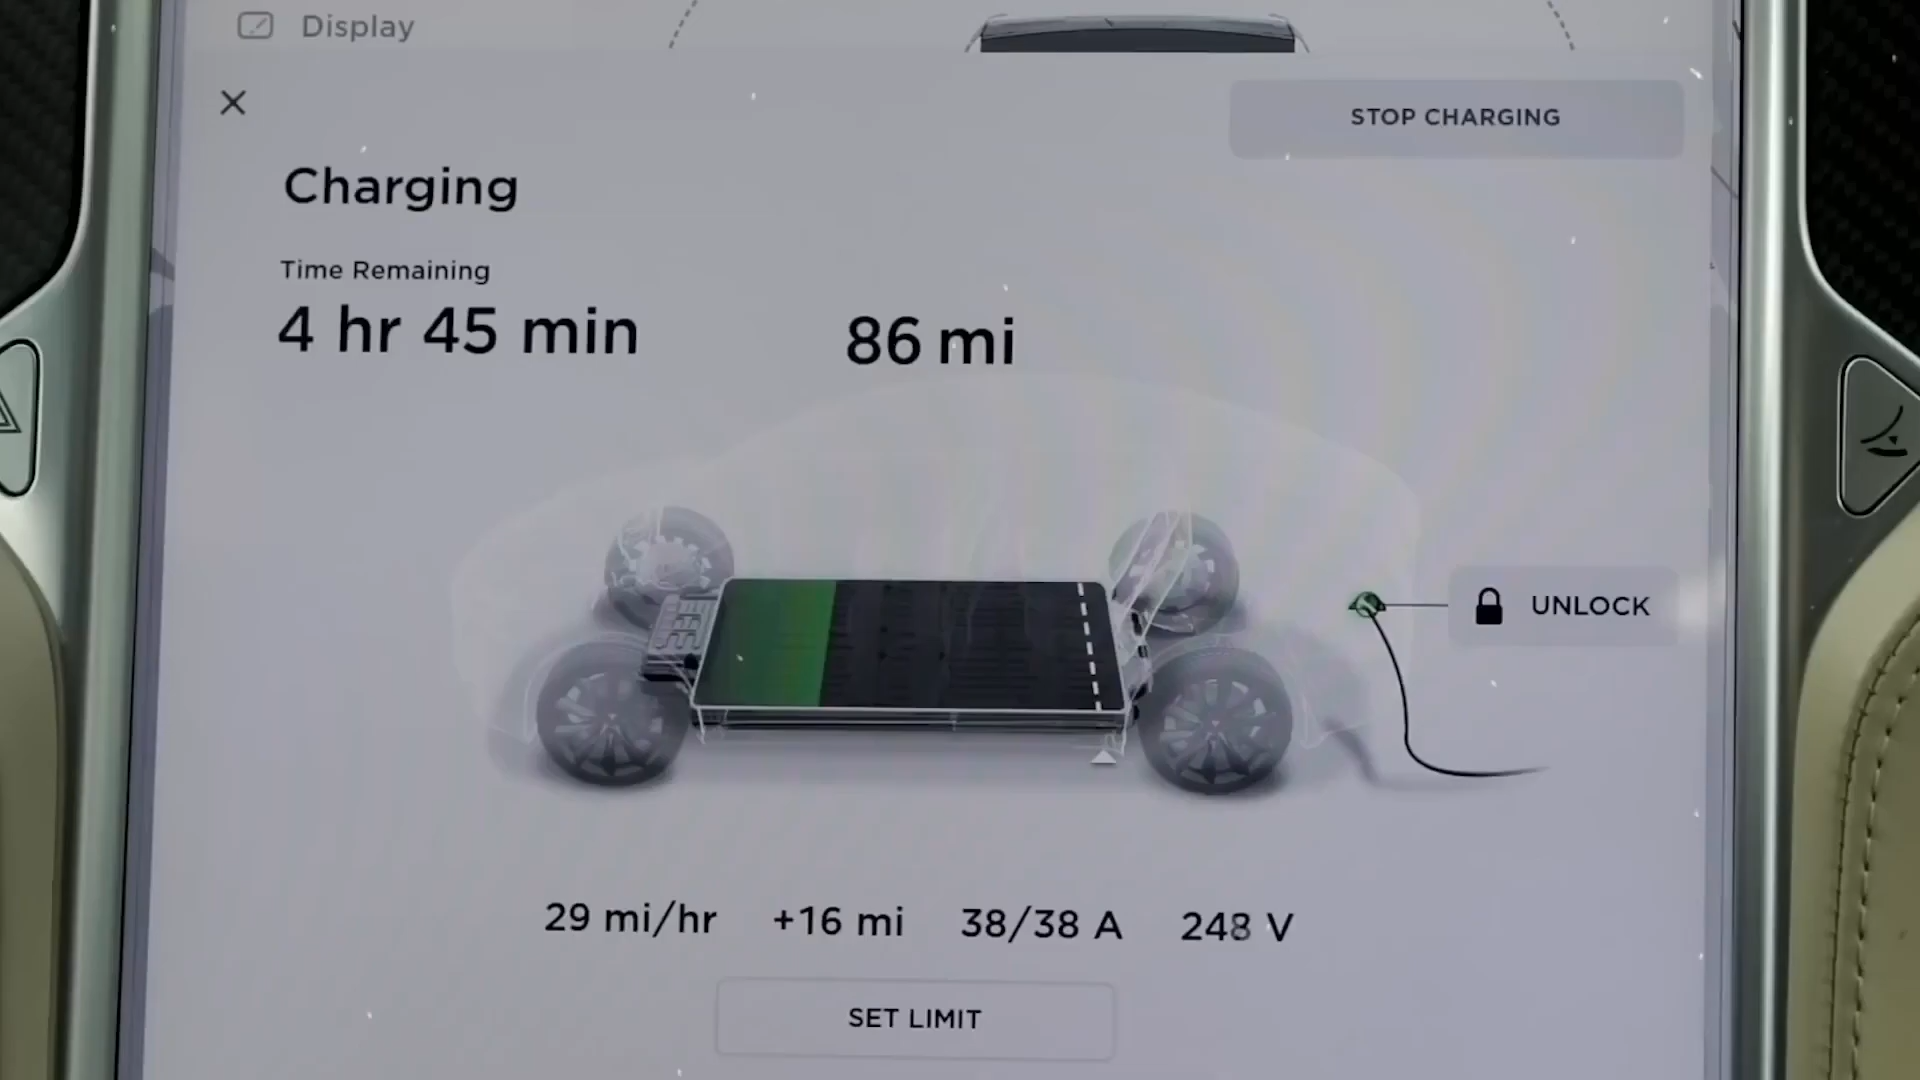 Display
STOP CHARGING
Charging
Time Remaining
4 hr 45 min
86 mi
UNLOCK
29 mi/hr +16 mi 38/38 A 248 V
SET LIMIT